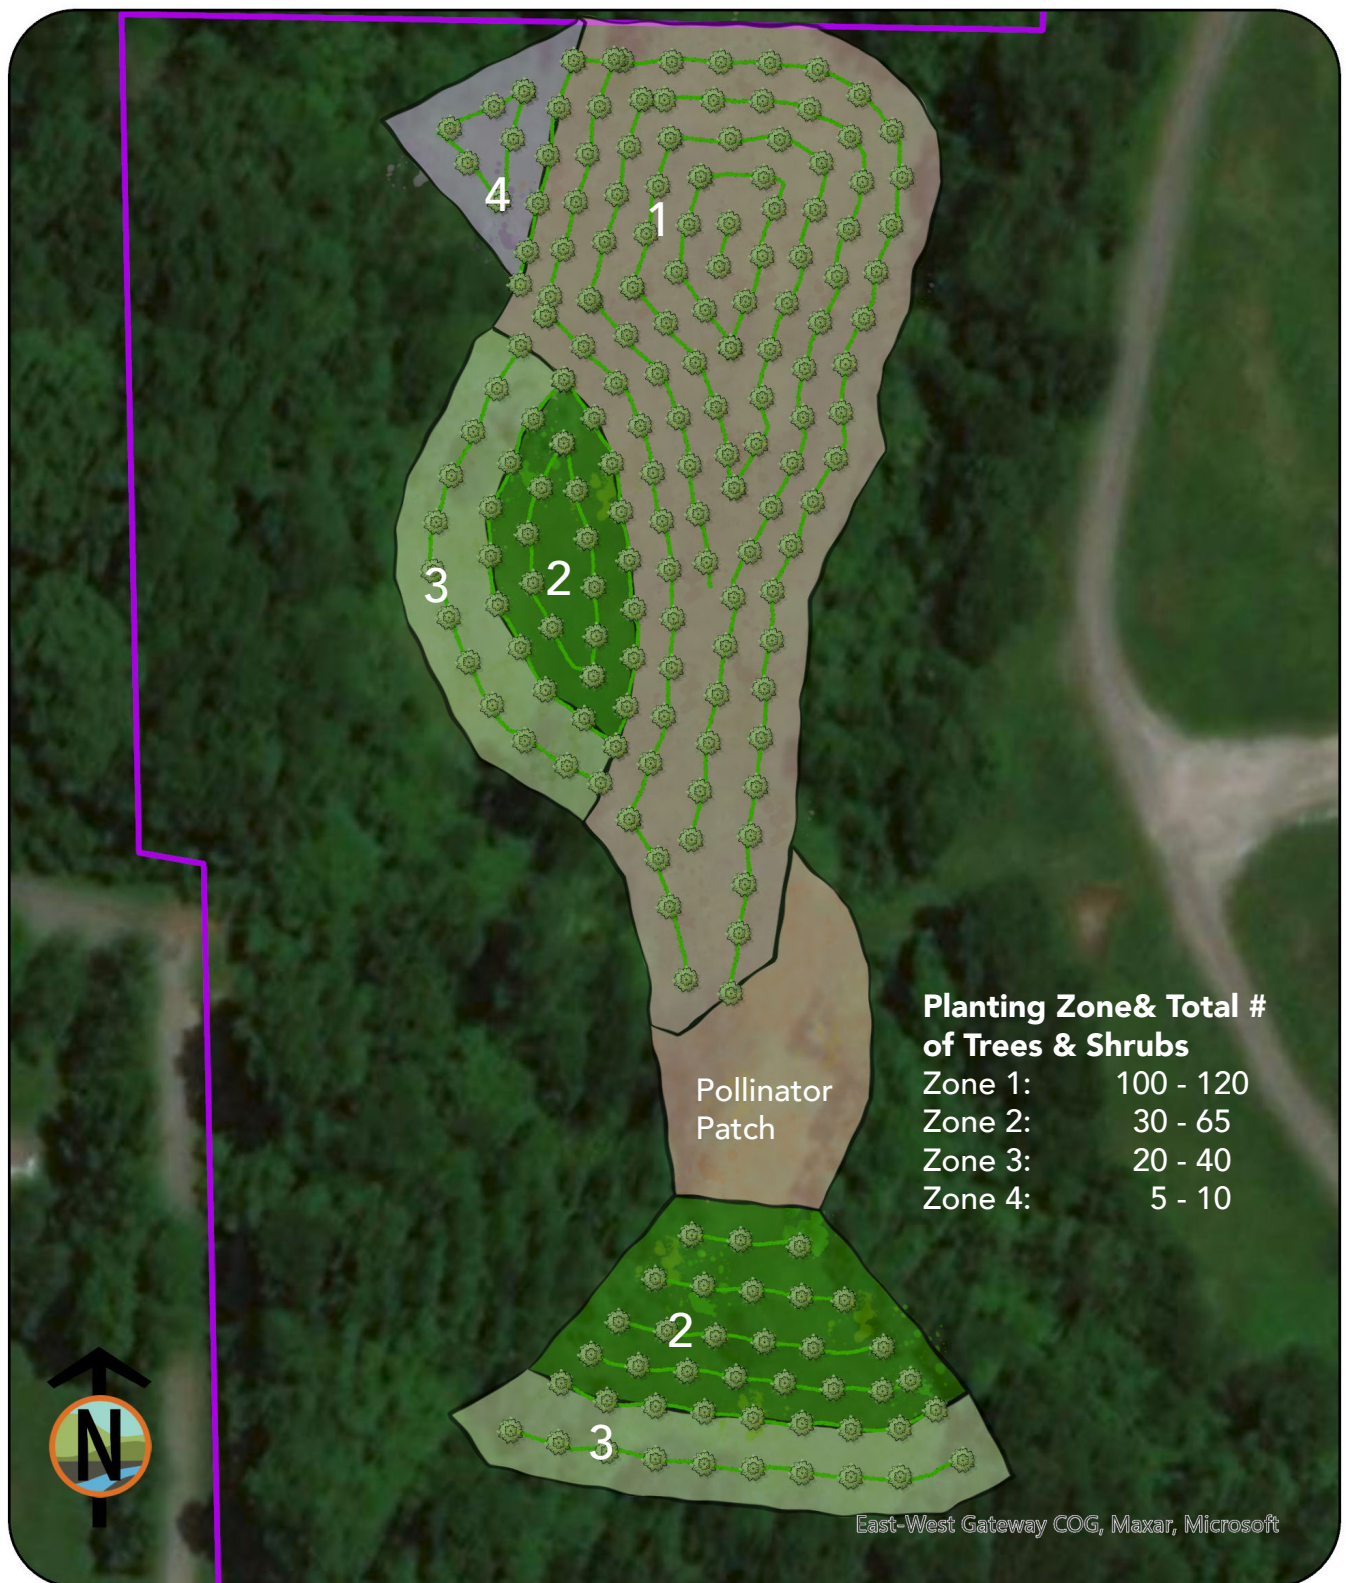 4
1
3
2
Pollinator
Patch
Planting Zone& Total #
of Trees & Shrubs
Zone 1: 100 - 120
Zone 2: 30 - 65
Zone 3: 20 - 40
Zone 4: 5 - 10
2
3
N
East-West Gateway COG, Maxar, Microsoft